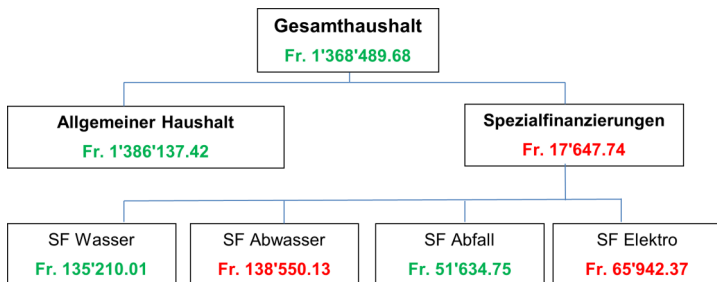 Gesamthaushalt
Fr. 1'368'489.68
Allgemeiner Haushalt
Fr. 1'386'137.42
Spezialfinanzierungen
Fr. 17'647.74
SF Wasser
Fr. 135'210.01
SF Abwasser
Fr. 138'550.13
SF Abfall
Fr. 51'634.75
SF Elektro
Fr. 65'942.37